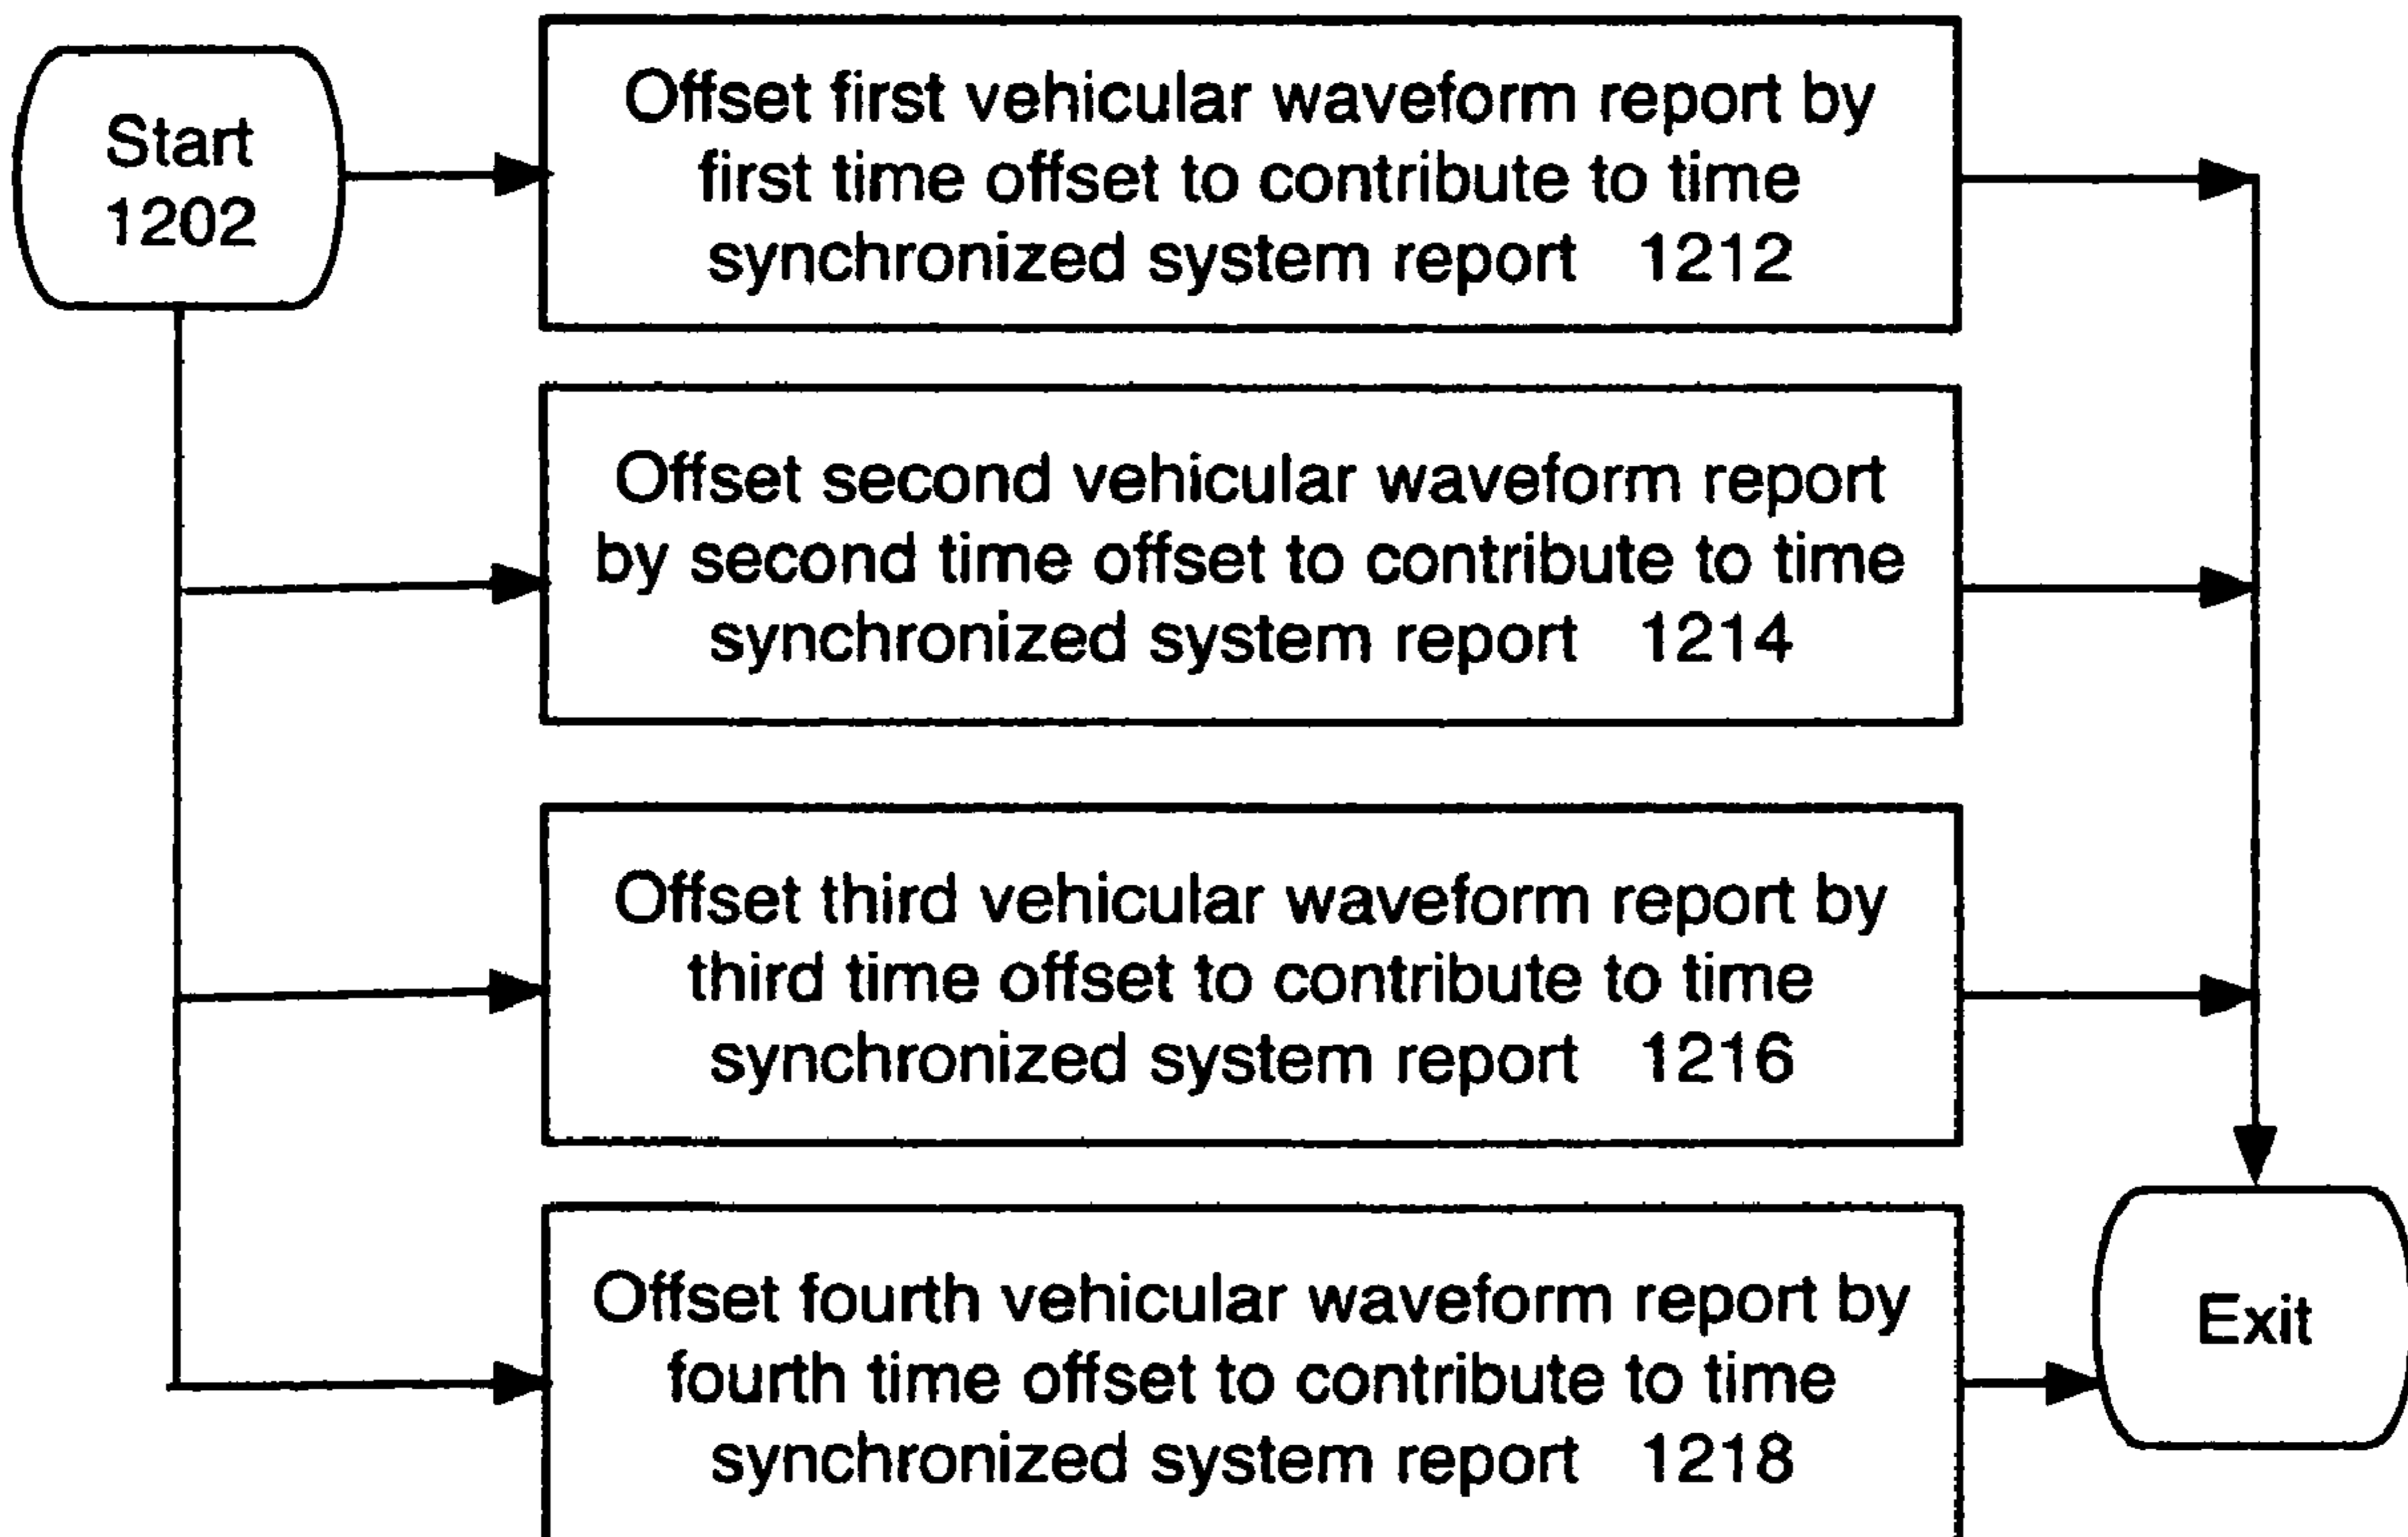 Start
1202
Offset first vehicular waveform report by
first time offset to contribute to time
synchronized system report 1212
Offset second vehicular waveform report
by second time offset to contribute to time
synchronized system report 1214
Offset third vehicular waveform report by
third time offset to contribute to time
synchronized system report 1216
Offset fourth vehicular waveform report by
fourth time offset to contribute to time
synchronized system report 1218
Exit